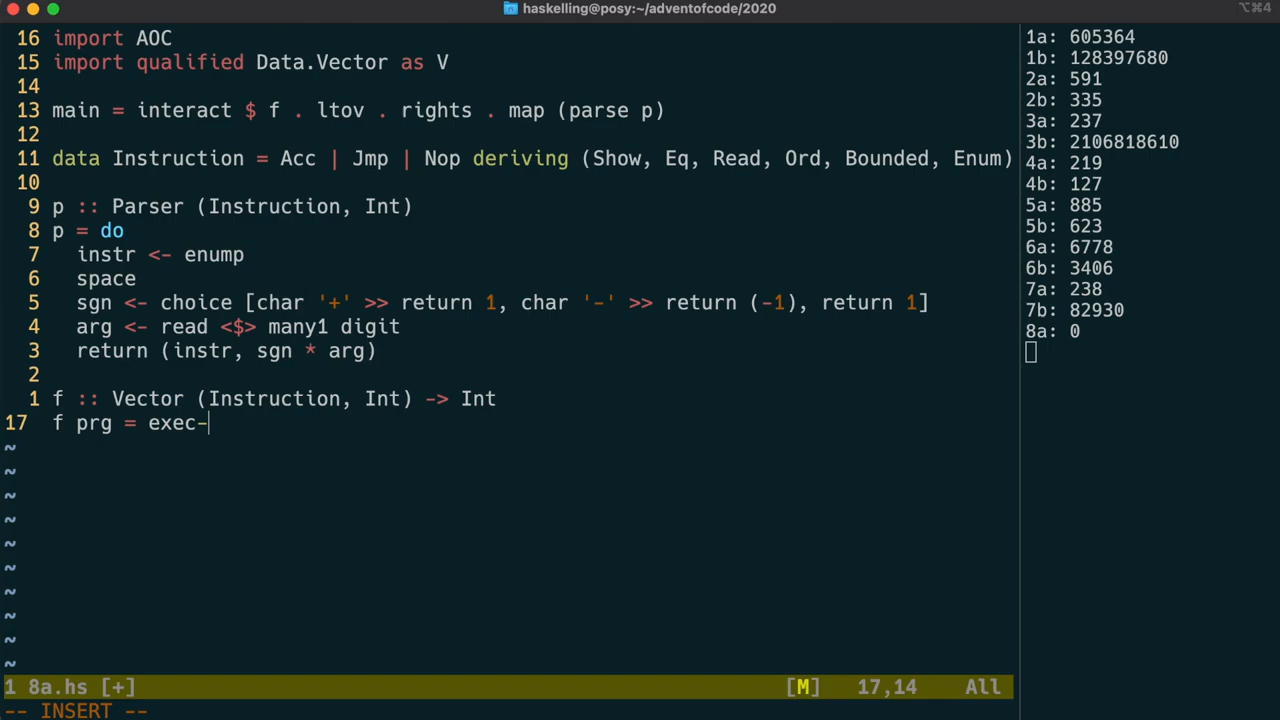 haskelling@posy:~/adventofcode/2020
⌥⌘4
16 import AOC
15 import qualified Data.Vector as V
14
13 main = interact $ f . ltov . rights . map (parse p)
12
11 data Instruction = Acc | Jmp | Nop deriving (Show, Eq, Read, Ord, Bounded, Enum)
10
9 p :: Parser (Instruction, Int)
8 p = do
7   instr <- enump
6   space
5   sgn <- choice [char '+' >> return 1, char '-' >> return (-1), return 1]
4   arg <- read <$> many1 digit
3   return (instr, sgn * arg)
2
1 f :: Vector (Instruction, Int) -> Int
17 f prg = exec-
~
~
~
~
~
~
~
~
~
~
1 8a.hs [+] [M] 17,14 All
-- INSERT --
1a: 605364
1b: 128397680
2a: 591
2b: 335
3a: 237
3b: 2106818610
4a: 219
4b: 127
5a: 885
5b: 623
6a: 6778
6b: 3406
7a: 238
7b: 82930
8a: 0